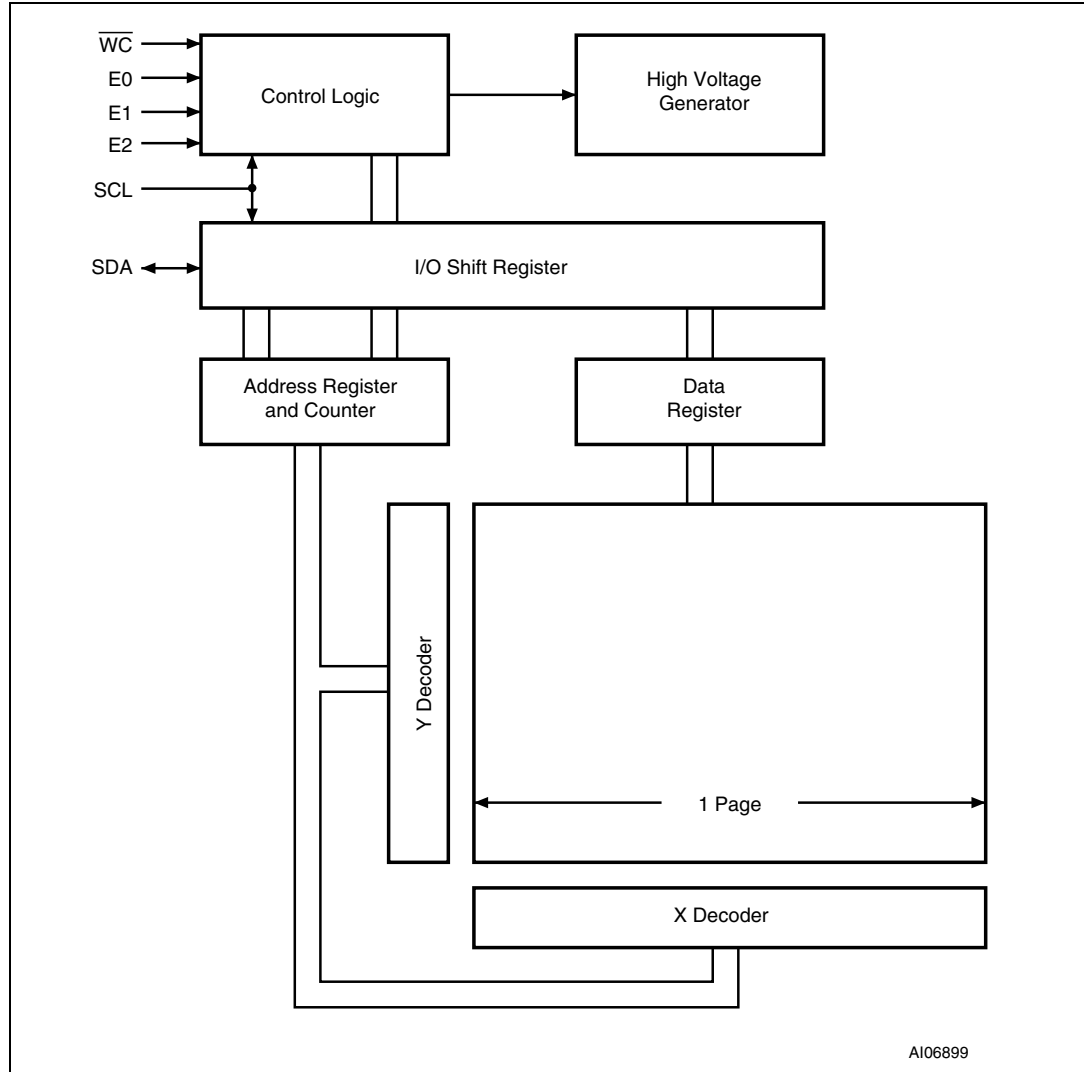 W̅C̅
E0
E1
E2
SCL
SDA
Control Logic
High Voltage
Generator
I/O Shift Register
Address Register
and Counter
Data
Register
Y Decoder
1 Page
X Decoder
AI06899